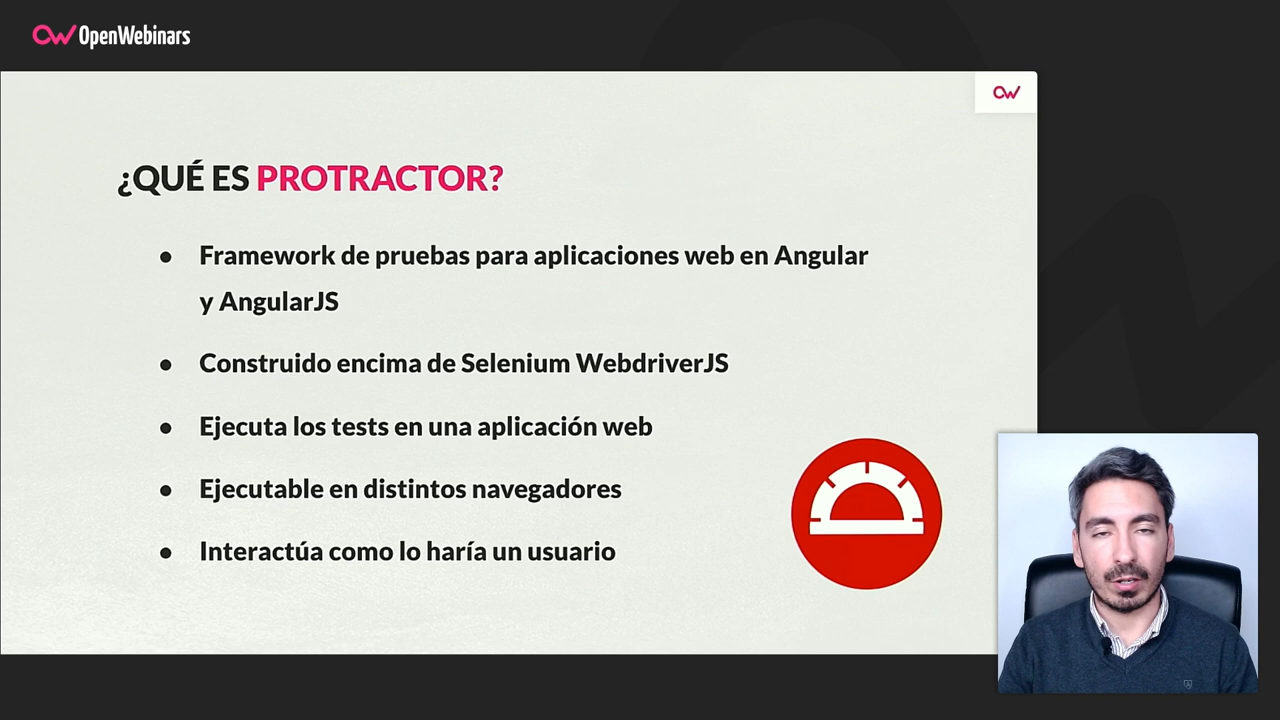 OpenWebinars
¿QUÉ ES PROTRACTOR?
Framework de pruebas para aplicaciones web en Angular
y AngularJS
Construido encima de Selenium WebdriverJS
Ejecuta los tests en una aplicación web
Ejecutable en distintos navegadores
Interactúa como lo haría un usuario